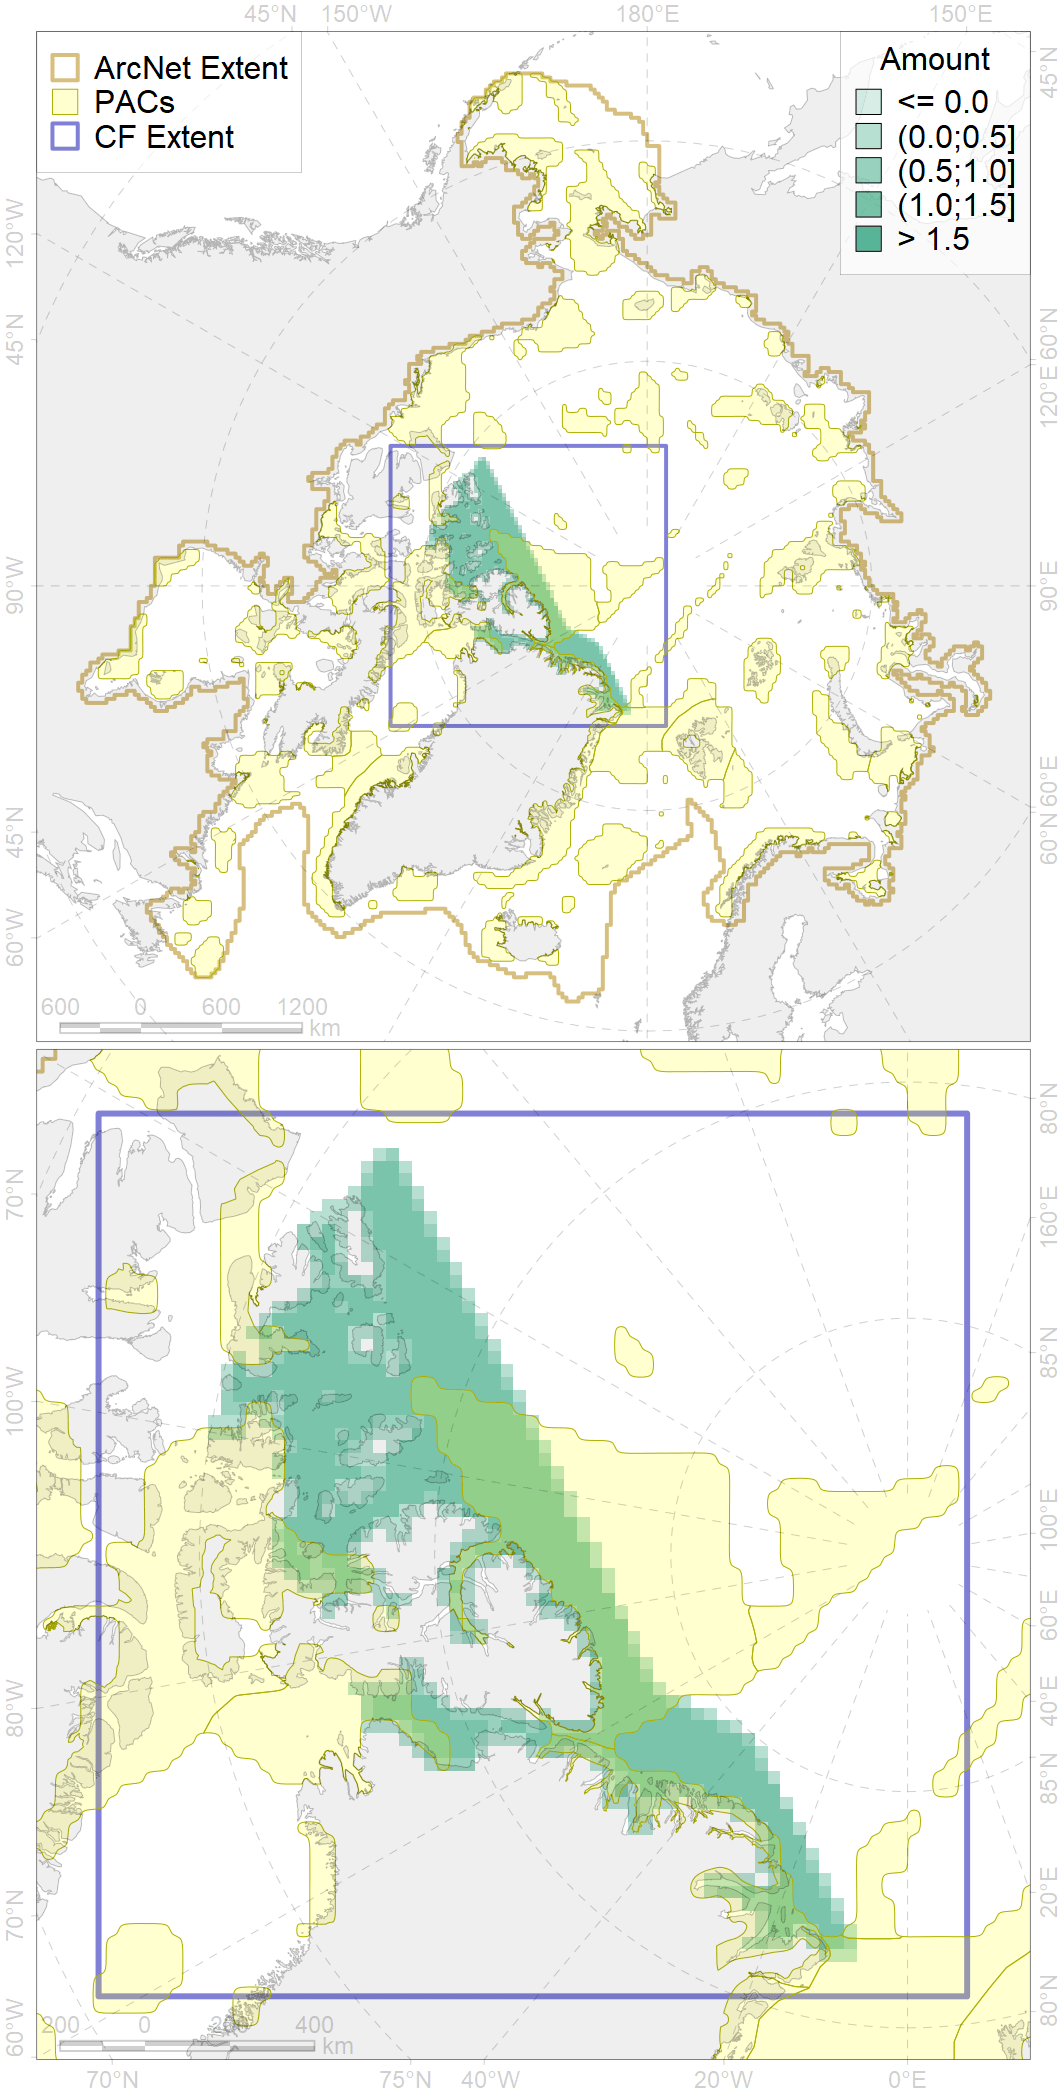 45°N 150°W 180°E 150°E
ArcNet Extent
PACs
CF Extent
Amount
<= 0.0
(0.0;0.5]
(0.5;1.0]
(1.0;1.5]
> 1.5
120°W
45°N
90°W
45°N
60°W
45°N
60°N
120°E
90°E
60°E
60°N
600 0 600 1200
km
70°N
100°W
80°W
70°N
60°W
80°N
160°E
85°N
100°E
60°E
40°E
85°N
20°E
80°N
200 0 200 400
km
70°N 75°N 40°W 20°W 0°E